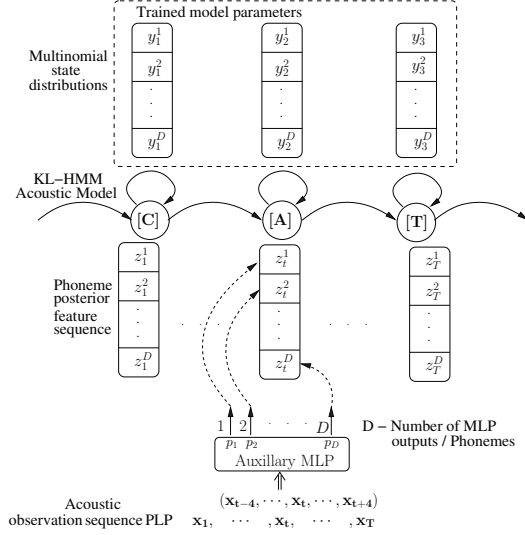 Trained model parameters
Multinomial
state
distributions
y_1^1 y_2^1 y_3^1
y_1^2 y_2^2 y_3^2
. . .
. . .
y_1^D y_2^D y_3^D
KL-HMM
Acoustic Model
[C] [A] [T]
Phoneme
posterior
feature
sequence
z_1^1 z_t^1 z_T^1
z_1^2 z_t^2 z_T^2
. . .
. . . . . . . . .
z_1^D z_t^D z_T^D
1 2 . . . D
p_1 p_2 p_D
D - Number of MLP
outputs / Phonemes
Auxillary MLP
(x_{t-4}, ..., x_t, ..., x_{t+4})
Acoustic
observation sequence PLP x_1, ... , x_t, ... , x_T